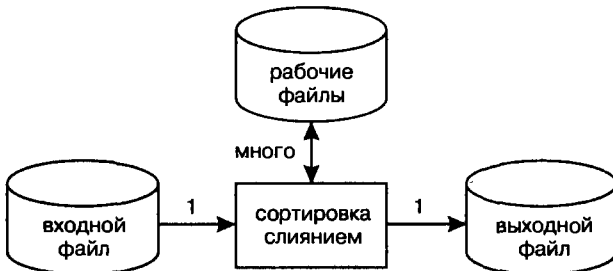 рабочие
файлы
много
входной
файл
1
сортировка
слиянием
1
выходной
файл